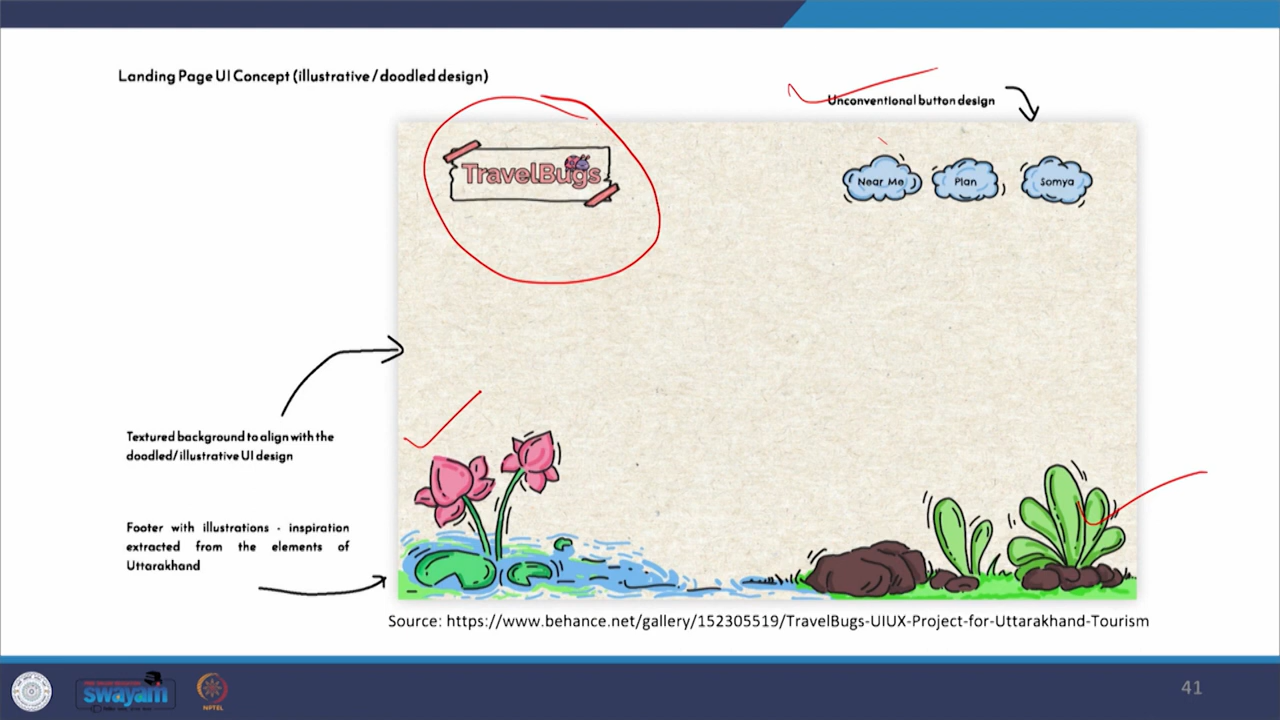 Landing Page UI Concept (illustrative / doodled design)
Unconventional button design
TravelBugs
Near Me
Plan
Somya
Textured background to align with the
doodled/ illustrative UI design
Footer with illustrations - inspiration
extracted from the elements of
Uttarakhand
Source: https://www.behance.net/gallery/152305519/TravelBugs-UIUX-Project-for-Uttarakhand-Tourism
swayam
NPTEL
41